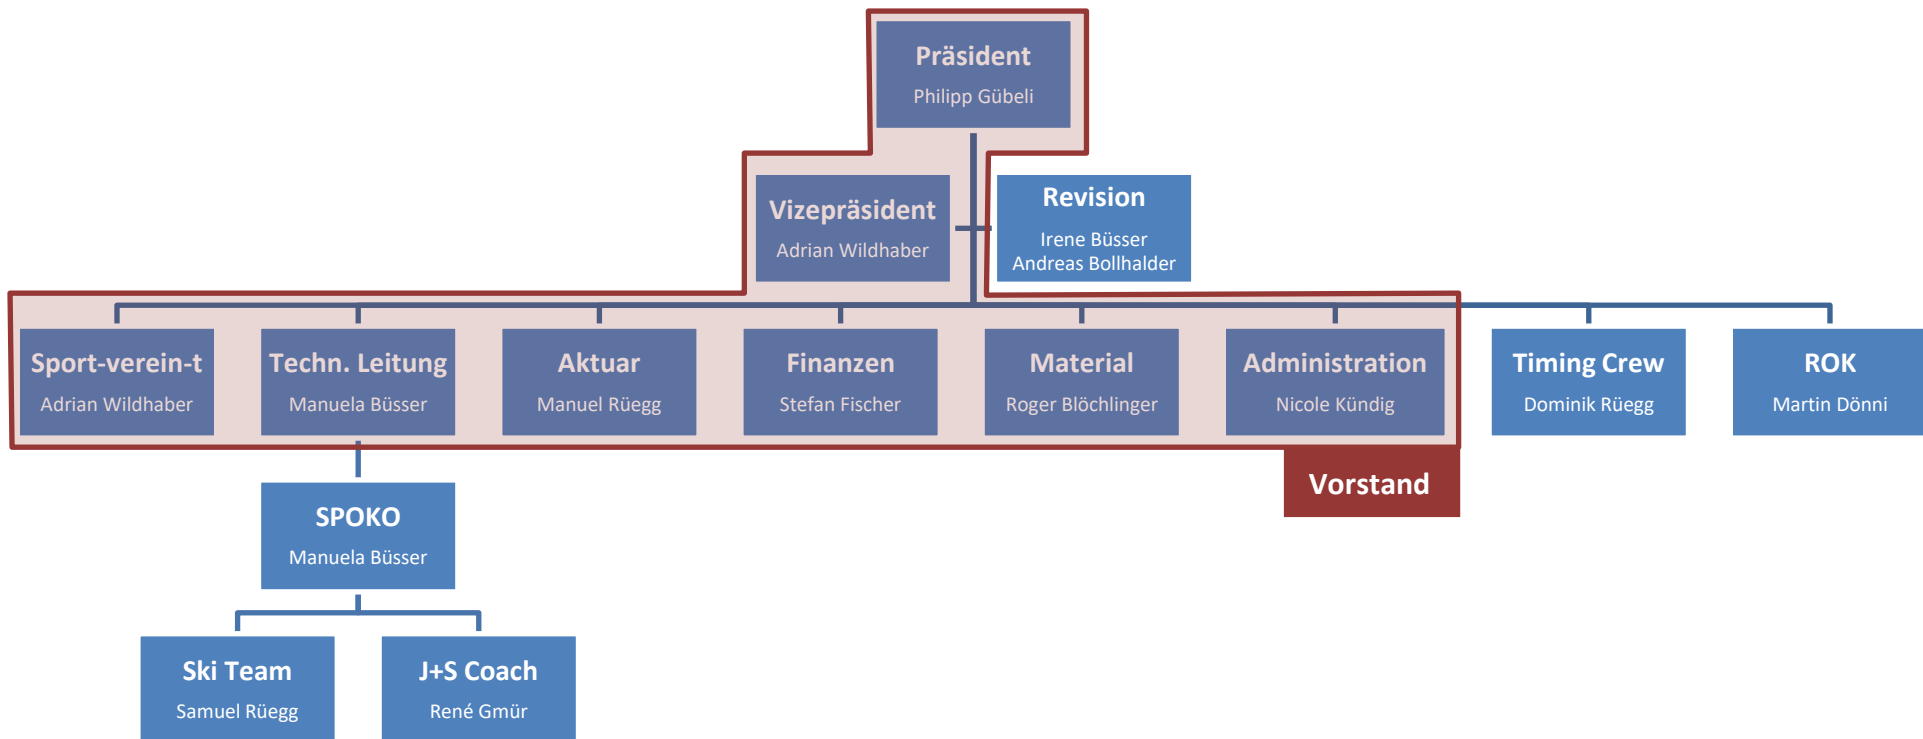 Präsident
Philipp Gübeli
Vizepräsident
Adrian Wildhaber
Revision
Irene Büsser
Andreas Bollhalder
Sport-verein-t
Adrian Wildhaber
Techn. Leitung
Manuela Büsser
Aktuar
Manuel Rüegg
Finanzen
Stefan Fischer
Material
Roger Blöchlinger
Administration
Nicole Kündig
Timing Crew
Dominik Rüegg
ROK
Martin Dönni
Vorstand
SPOKO
Manuela Büsser
Ski Team
Samuel Rüegg
J+S Coach
René Gmür